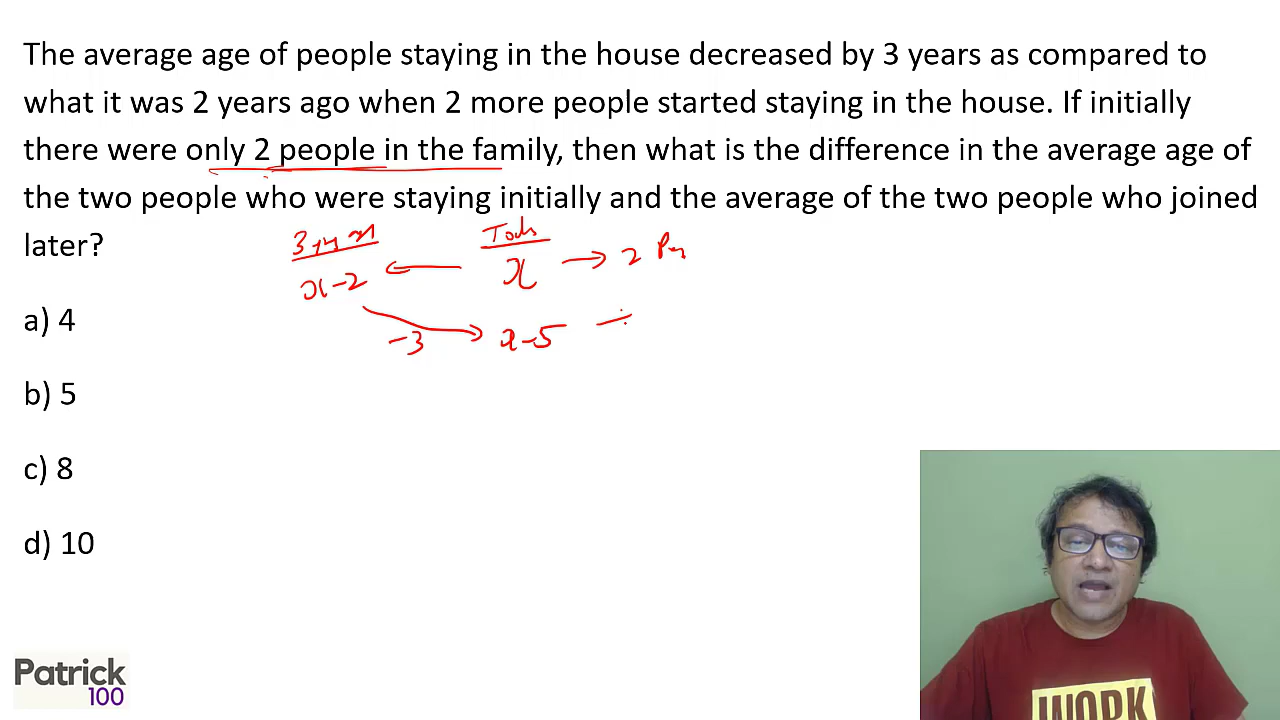 The average age of people staying in the house decreased by 3 years as compared to
what it was 2 years ago when 2 more people started staying in the house. If initially
there were only 2 people in the family, then what is the difference in the average age of
the two people who were staying initially and the average of the two people who joined
later?
x-2
x → 2
-3
x-5
a) 4
b) 5
c) 8
d) 10
Patrick
100
WORK